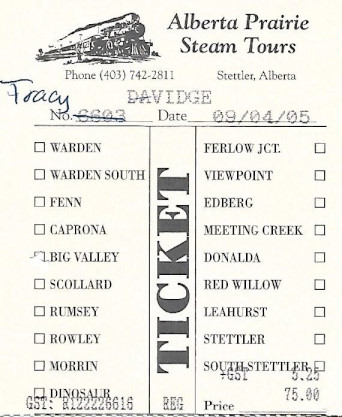 Alberta Prairie
Steam Tours
Phone (403) 742-2811 Stettler, Alberta
Tracy DAVIDGE
No. 6603 Date 09/04/05
WARDEN
WARDEN SOUTH
FENN
CAPRONA
BIG VALLEY
SCOLLARD
RUMSEY
ROWLEY
MORRIN
DINOSAUR
TICKET
FERLOW JCT.
VIEWPOINT
EDBERG
MEETING CREEK
DONALDA
RED WILLOW
LEAHURST
STETTLER
SOUTH STETTLER
+GST 5.25
75.00
GST: R122226616 REG Price